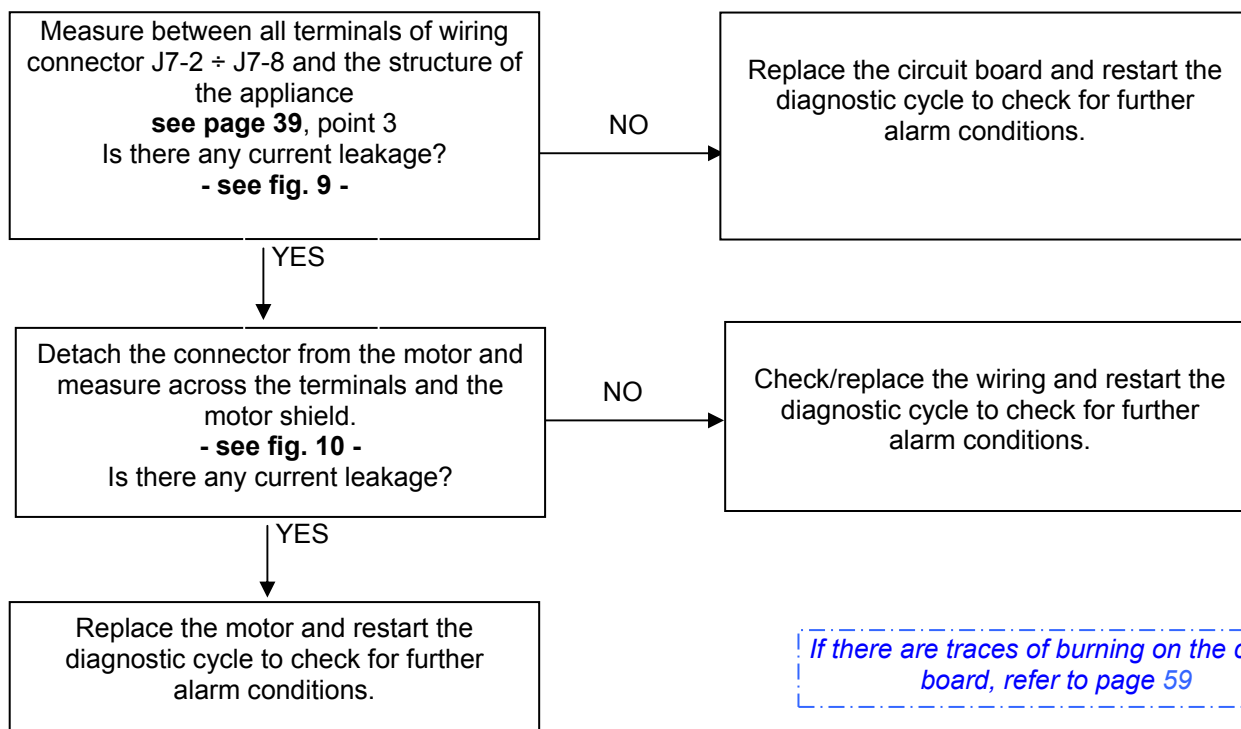 Measure between all terminals of wiring
connector J7-2 ÷ J7-8 and the structure of
the appliance
see page 39, point 3
Is there any current leakage?
- see fig. 9 -
NO
Replace the circuit board and restart the
diagnostic cycle to check for further
alarm conditions.
YES
Detach the connector from the motor and
measure across the terminals and the
motor shield.
- see fig. 10 -
Is there any current leakage?
NO
Check/replace the wiring and restart the
diagnostic cycle to check for further
alarm conditions.
YES
Replace the motor and restart the
diagnostic cycle to check for further
alarm conditions.
If there are traces of burning on the
board, refer to page 59